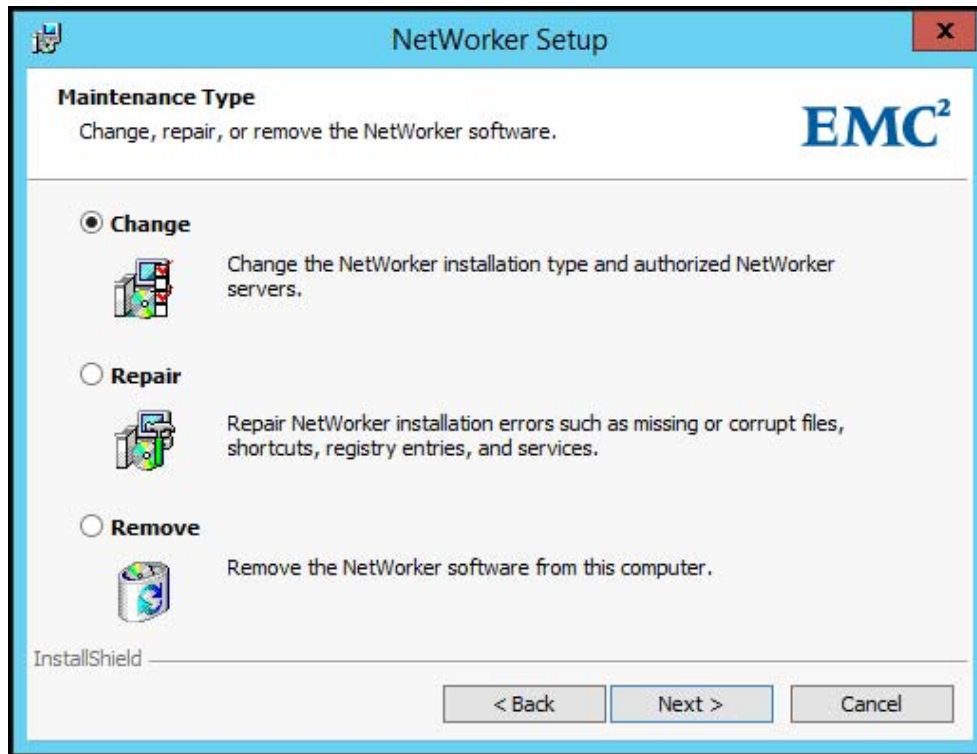 NetWorker Setup
x
Maintenance Type
Change, repair, or remove the NetWorker software.
EMC²
Change
Change the NetWorker installation type and authorized NetWorker
servers.
Repair
Repair NetWorker installation errors such as missing or corrupt files,
shortcuts, registry entries, and services.
Remove
Remove the NetWorker software from this computer.
InstallShield
< Back
Next >
Cancel